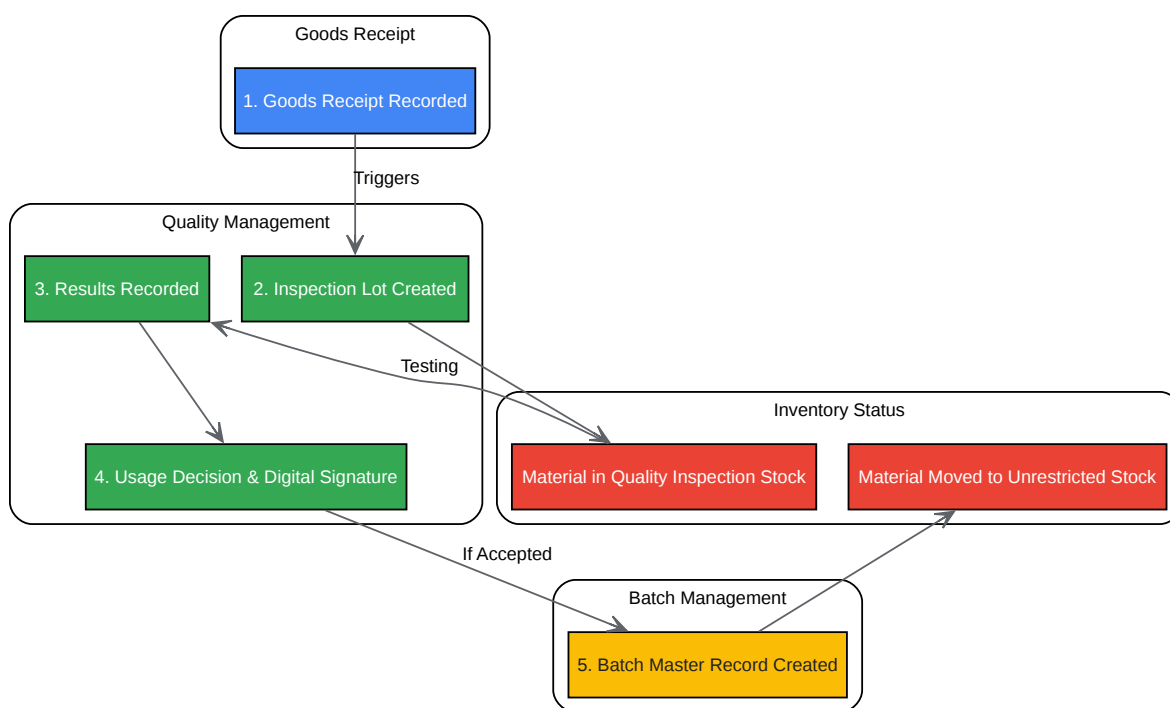 Goods Receipt
1. Goods Receipt Recorded
Triggers
Quality Management
3. Results Recorded
2. Inspection Lot Created
Testing
Inventory Status
4. Usage Decision & Digital Signature
Material in Quality Inspection Stock
Material Moved to Unrestricted Stock
If Accepted
Batch Management
5. Batch Master Record Created